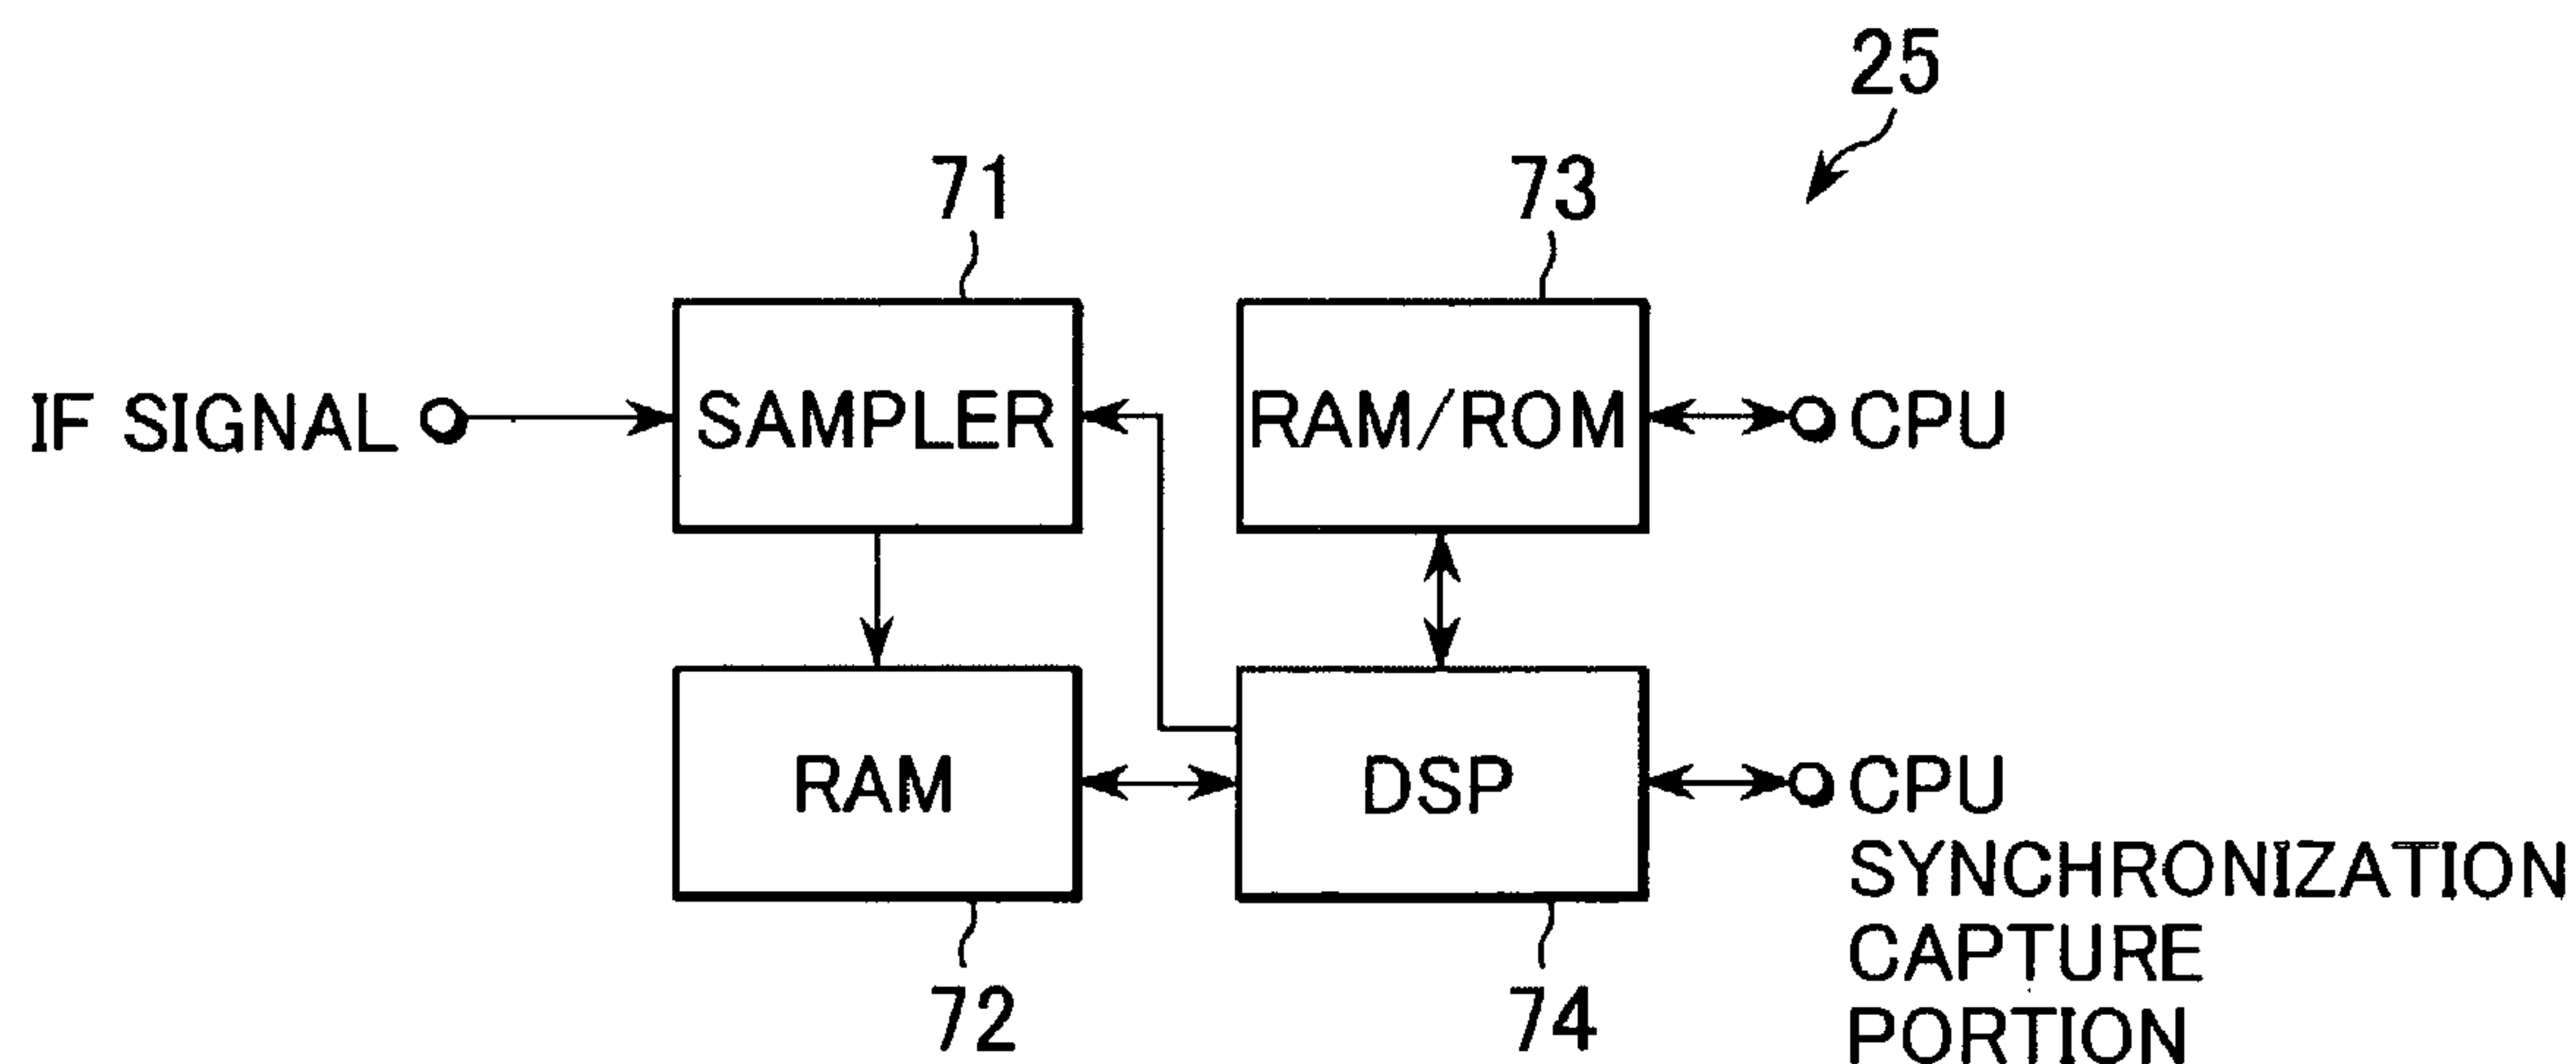 25
71
73
IF SIGNAL
SAMPLER
RAM/ROM
CPU
RAM
DSP
CPU
SYNCHRONIZATION
CAPTURE
PORTION
72
74